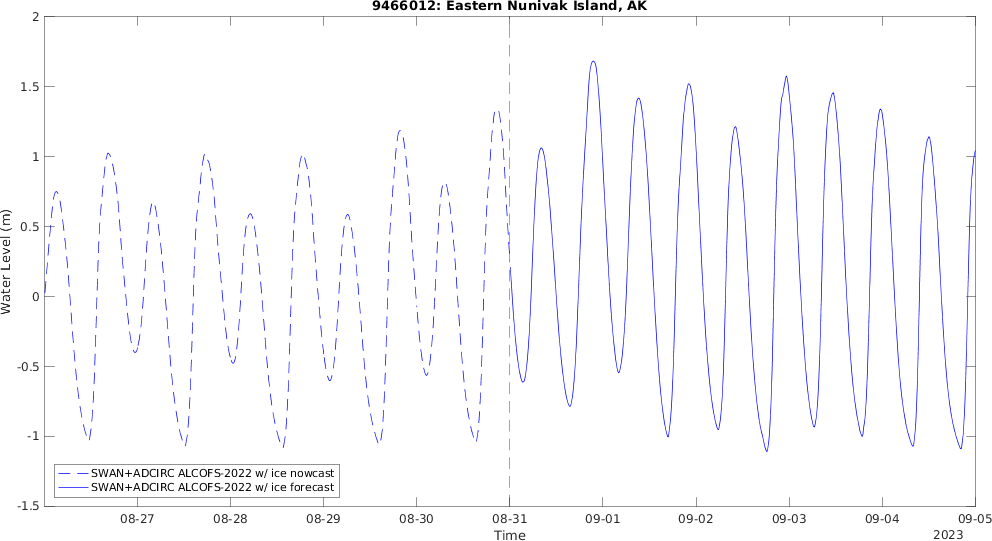 9466012: Eastern Nunivak Island, AK
2
1.5
1
0.5
0
-0.5
-1
-1.5
Water Level (m)
SWAN+ADCIRC ALCOFS-2022 w/ ice nowcast
SWAN+ADCIRC ALCOFS-2022 w/ ice forecast
08-27 08-28 08-29 08-30 08-31 09-01 09-02 09-03 09-04 09-05
Time
2023